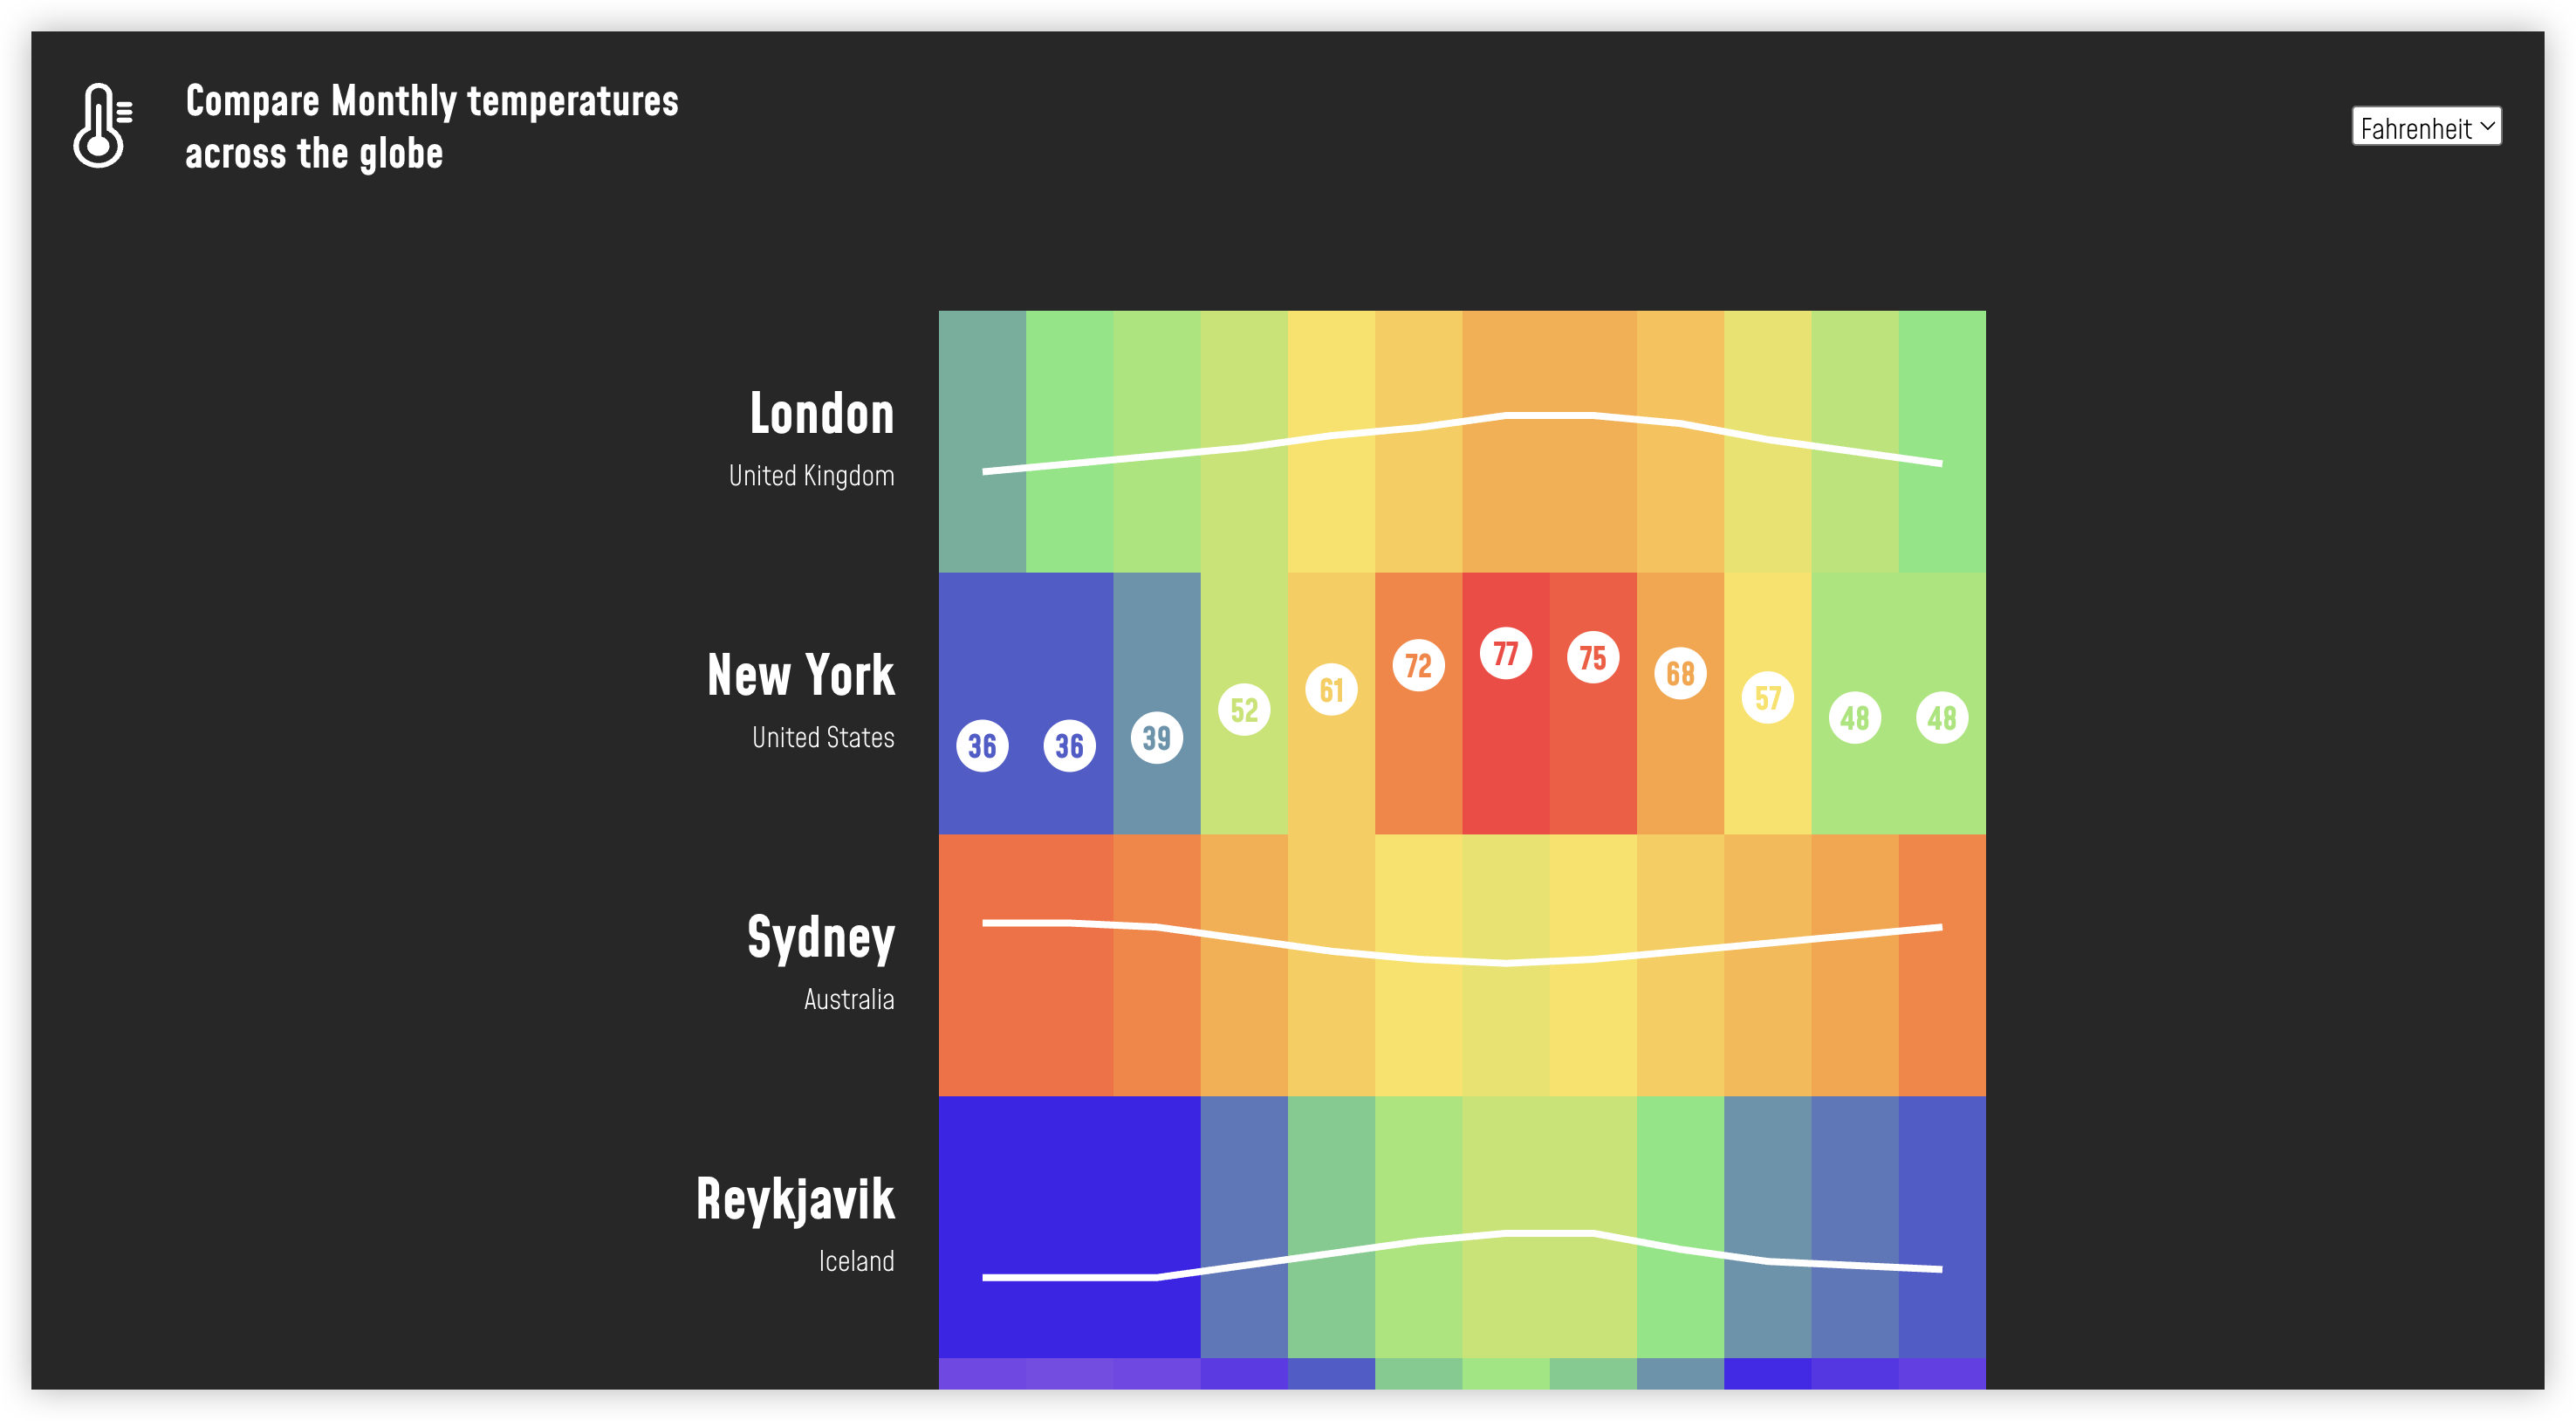 Compare Monthly temperatures
across the globe
Fahrenheit
London
United Kingdom
New York
United States
36 36 39 52 61 72 77 75 68 57 48 48
Sydney
Australia
Reykjavik
Iceland